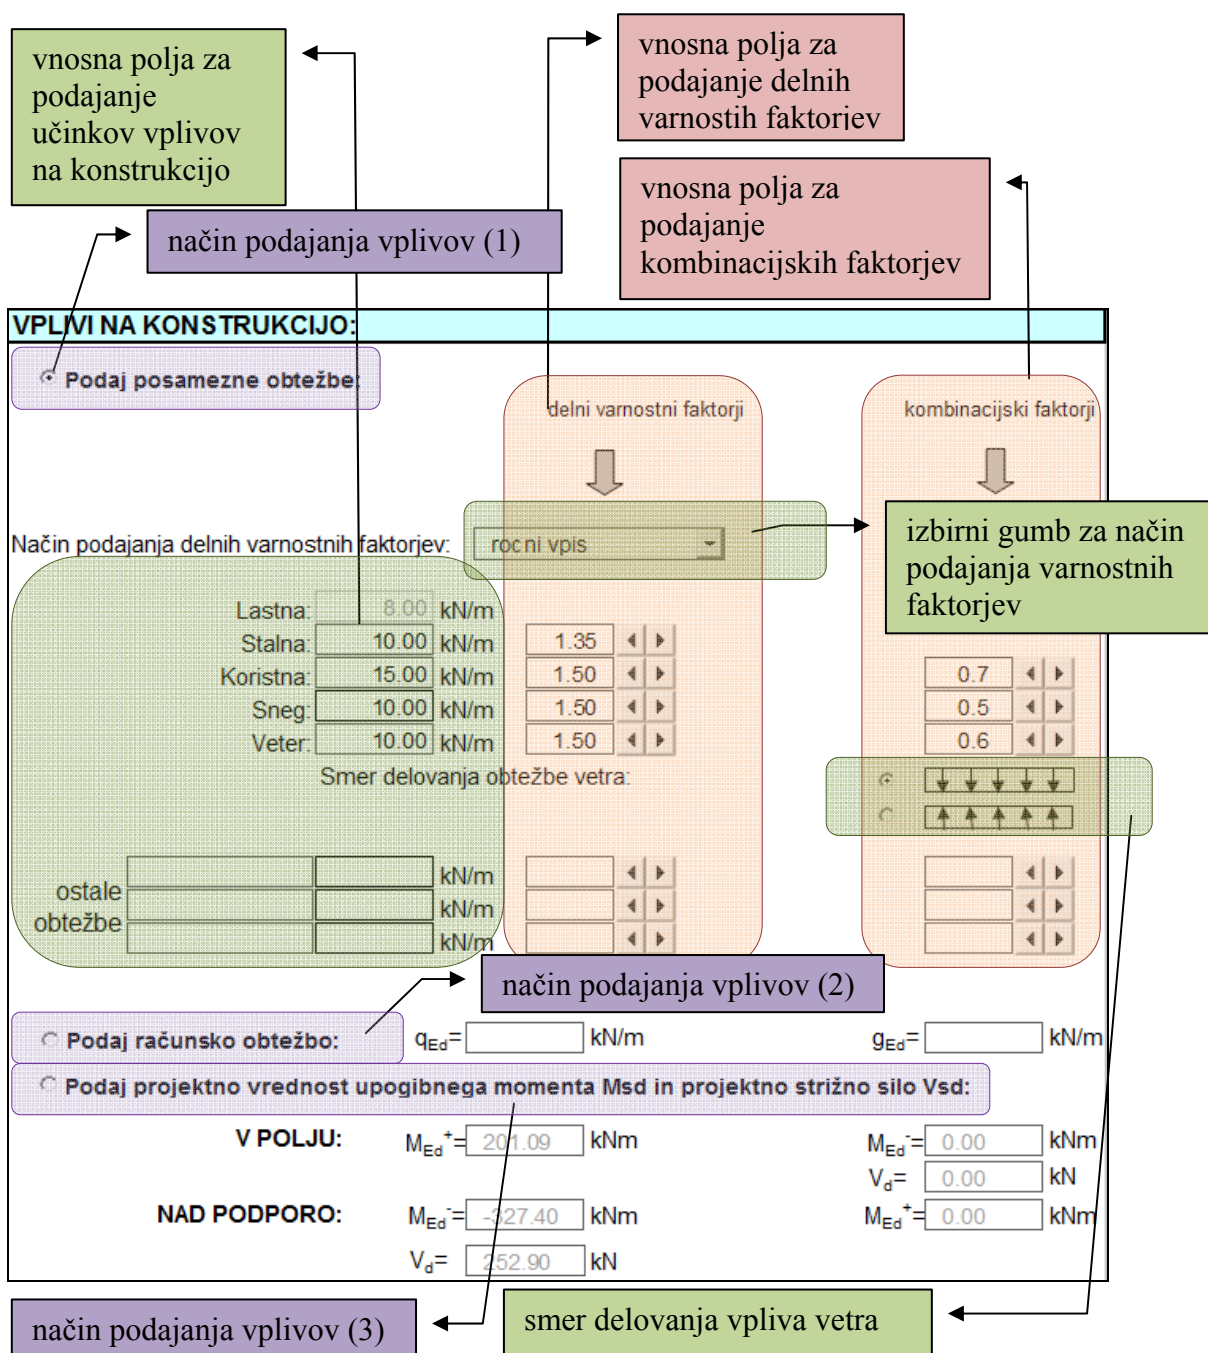 vnosna polja za
podajanje
učinkov vplivov
na konstrukcijo
vnosna polja za
podajanje delnih
varnostih faktorjev
vnosna polja za
podajanje
kombinacijskih faktorjev
način podajanja vplivov (1)
VPLIVI NA KONSTRUKCIJO:
Podaj posamezne obtežbe:
delni varnostni faktorji
kombinacijski faktorji
izbirni gumb za način
podajanja varnostnih
faktorjev
Način podajanja delnih varnostnih faktorjev: rocni vpis
Lastna: 8.00 kN/m
Stalna: 10.00 kN/m 1.35
Koristna: 15.00 kN/m 1.50 0.7
Sneg: 10.00 kN/m 1.50 0.5
Veter: 10.00 kN/m 1.50 0.6
Smer delovanja obtežbe vetra:
ostale
obtežbe
kN/m
kN/m
kN/m
način podajanja vplivov (2)
Podaj računsko obtežbo: qEd= kN/m gEd= kN/m
Podaj projektno vrednost upogibnega momenta Msd in projektno strižno silo Vsd:
V POLJU: MEd+= 201.09 kNm MEd-= 0.00 kNm
Vd= 0.00 kN
NAD PODPORO: MEd-= -327.40 kNm MEd+= 0.00 kNm
Vd= 252.90 kN
način podajanja vplivov (3)
smer delovanja vpliva vetra